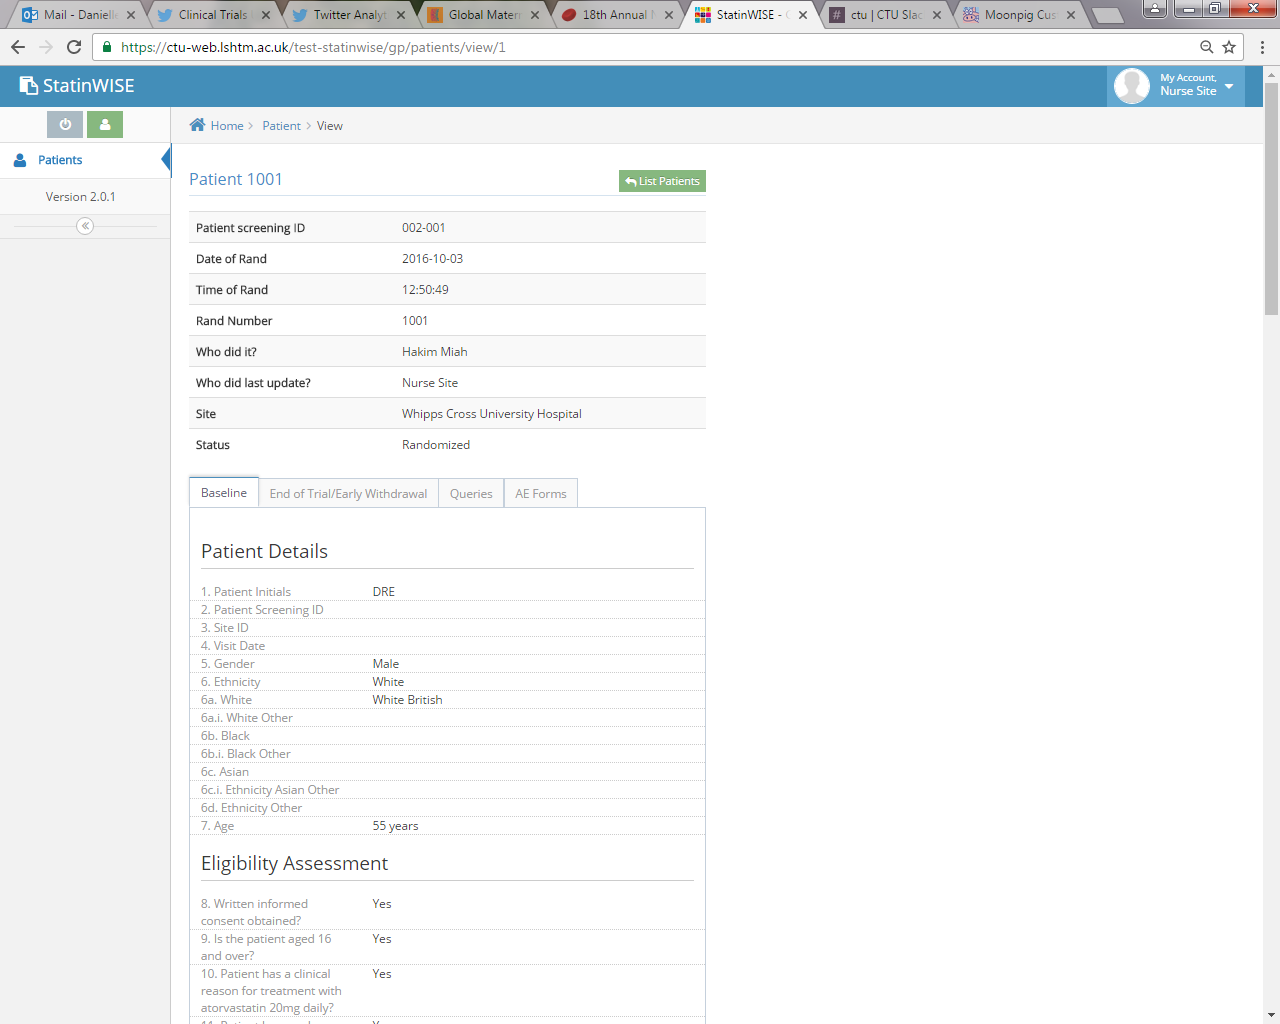 Mail - Danielle
Clinical Trials
Twitter Analyt
Global Matern
18th Annual
StatinWISE -
ctu | CTU Slac
Moonpig Cus
https://ctu-web.lshtm.ac.uk/test-statinwise/gp/patients/view/1
StatinWISE
My Account,
Nurse Site
Home > Patient > View
Patients
Version 2.0.1
Patient 1001
List Patients
Patient screening ID 002-001
Date of Rand 2016-10-03
Time of Rand 12:50:49
Rand Number 1001
Who did it? Hakim Miah
Who did last update? Nurse Site
Site Whipps Cross University Hospital
Status Randomized
Baseline End of Trial/Early Withdrawal Queries AE Forms
Patient Details
1. Patient Initials DRE
2. Patient Screening ID
3. Site ID
4. Visit Date
5. Gender Male
6. Ethnicity White
6a. White White British
6a.i. White Other
6b. Black
6b.i. Black Other
6c. Asian
6c.i. Ethnicity Asian Other
6d. Ethnicity Other
7. Age 55 years
Eligibility Assessment
8. Written informed Yes
consent obtained?
9. Is the patient aged 16 Yes
and over?
10. Patient has a clinical Yes
reason for treatment with
atorvastatin 20mg daily?